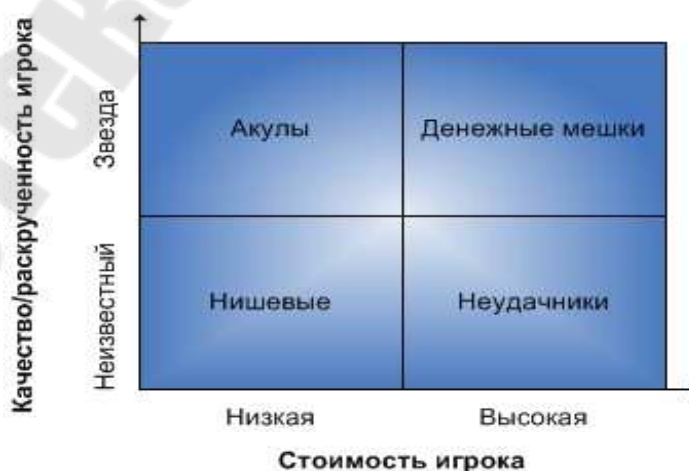 Качество/раскрученность игрока
Звезда
Неизвестный
Акулы
Денежные мешки
Нишевые
Неудачники
Низкая
Высокая
Стоимость игрока